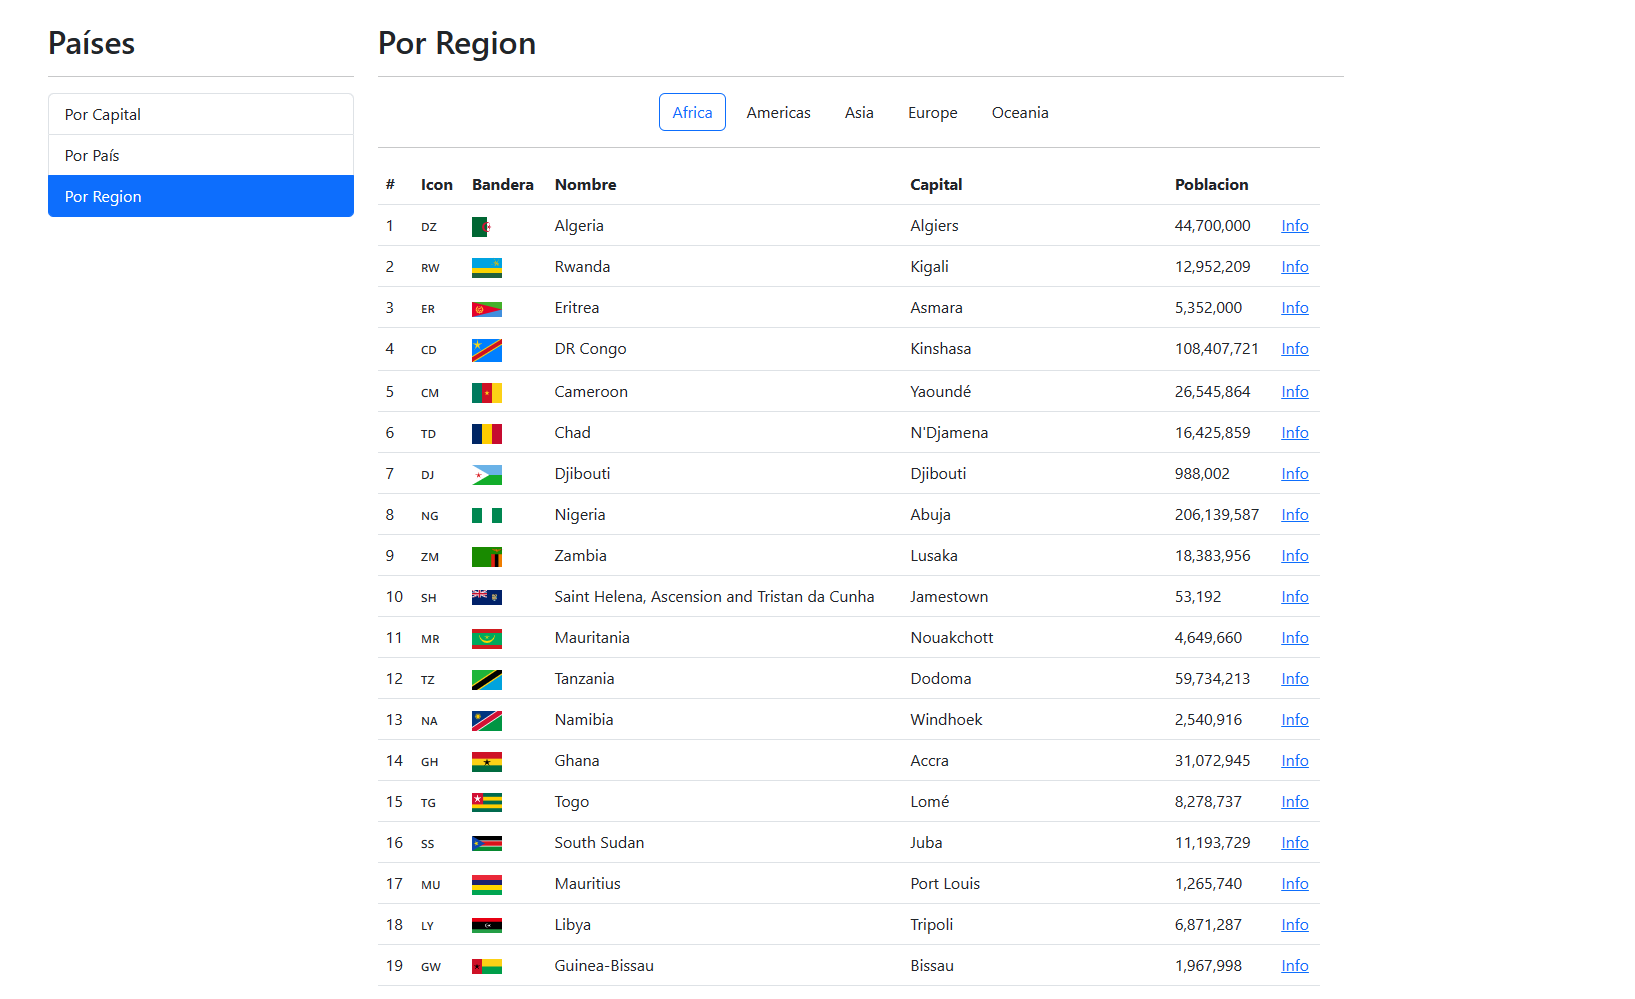 Países
Por Capital
Por País
Por Region
Por Region
Africa Americas Asia Europe Oceania
# Icon Bandera Nombre Capital Poblacion
1 DZ Algeria Algiers 44,700,000 Info
2 RW Rwanda Kigali 12,952,209 Info
3 ER Eritrea Asmara 5,352,000 Info
4 CD DR Congo Kinshasa 108,407,721 Info
5 CM Cameroon Yaoundé 26,545,864 Info
6 TD Chad N'Djamena 16,425,859 Info
7 DJ Djibouti Djibouti 988,002 Info
8 NG Nigeria Abuja 206,139,587 Info
9 ZM Zambia Lusaka 18,383,956 Info
10 SH Saint Helena, Ascension and Tristan da Cunha Jamestown 53,192 Info
11 MR Mauritania Nouakchott 4,649,660 Info
12 TZ Tanzania Dodoma 59,734,213 Info
13 NA Namibia Windhoek 2,540,916 Info
14 GH Ghana Accra 31,072,945 Info
15 TG Togo Lomé 8,278,737 Info
16 SS South Sudan Juba 11,193,729 Info
17 MU Mauritius Port Louis 1,265,740 Info
18 LY Libya Tripoli 6,871,287 Info
19 GW Guinea-Bissau Bissau 1,967,998 Info